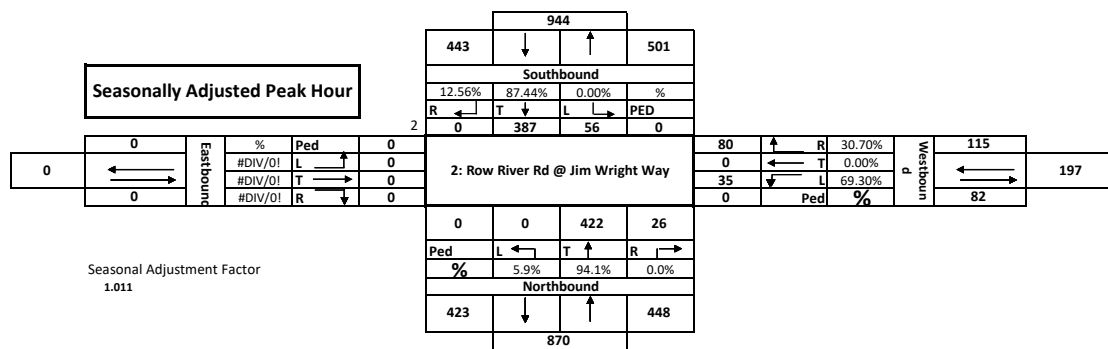 944
443 501
Southbound
Seasonally Adjusted Peak Hour
12.56% 87.44% 0.00% %
R T L PED
2 0 387 56 0
0 Eastbound % Ped 0
0 #DIV/0! L 0
#DIV/0! T 0
0 #DIV/0! R 0
2: Row River Rd @ Jim Wright Way
80 R 30.70% Westboun d 115
0 T 0.00% 197
35 L 69.30% 82
0 Ped %
0 0 422 26
Ped L T R
% 5.9% 94.1% 0.0%
Northbound
423 448
870
Seasonal Adjustment Factor
1.011